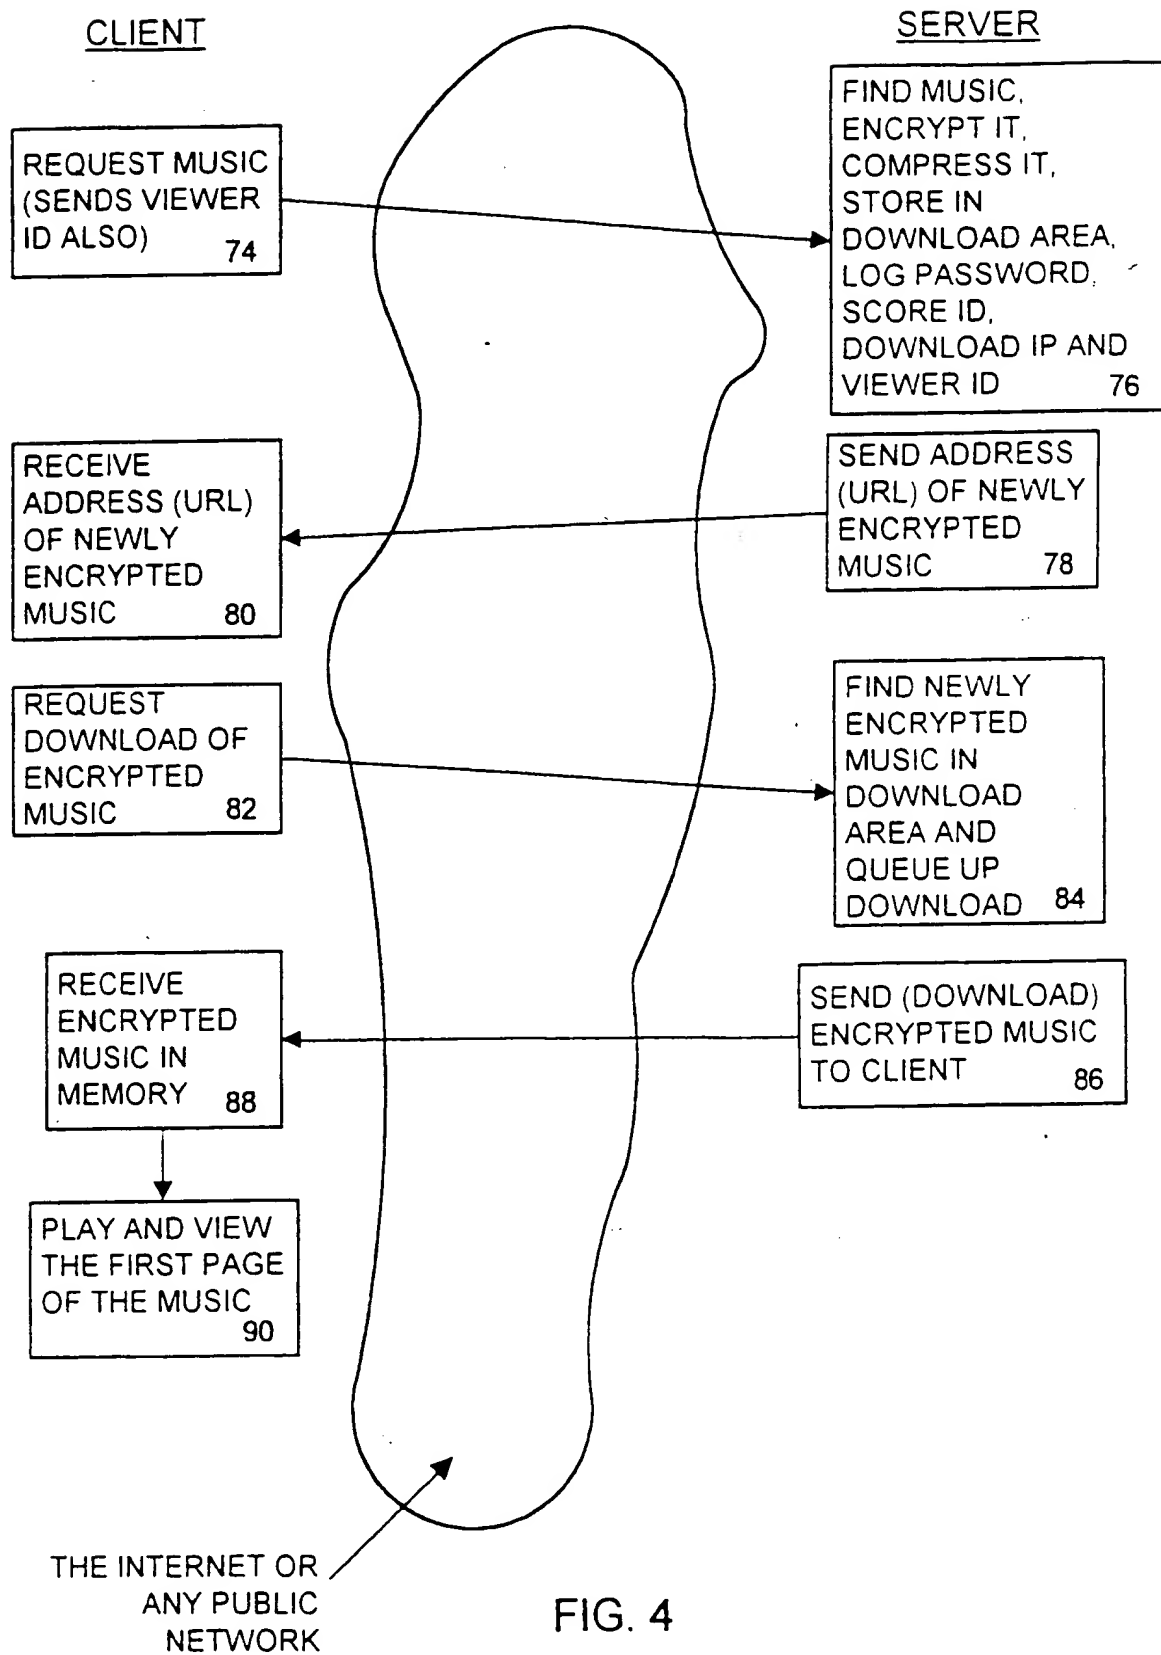 CLIENT
SERVER
REQUEST MUSIC
(SENDS VIEWER
ID ALSO)
74
FIND MUSIC,
ENCRYPT IT,
COMPRESS IT,
STORE IN
DOWNLOAD AREA,
LOG PASSWORD,
SCORE ID,
DOWNLOAD IP AND
VIEWER ID
76
SEND ADDRESS
(URL) OF NEWLY
ENCRYPTED
MUSIC
78
RECEIVE
ADDRESS (URL)
OF NEWLY
ENCRYPTED
MUSIC
80
REQUEST
DOWNLOAD OF
ENCRYPTED
MUSIC
82
FIND NEWLY
ENCRYPTED
MUSIC IN
DOWNLOAD
AREA AND
QUEUE UP
DOWNLOAD
84
SEND (DOWNLOAD)
ENCRYPTED MUSIC
TO CLIENT
86
RECEIVE
ENCRYPTED
MUSIC IN
MEMORY
88
PLAY AND VIEW
THE FIRST PAGE
OF THE MUSIC
90
THE INTERNET OR
ANY PUBLIC
NETWORK
FIG. 4